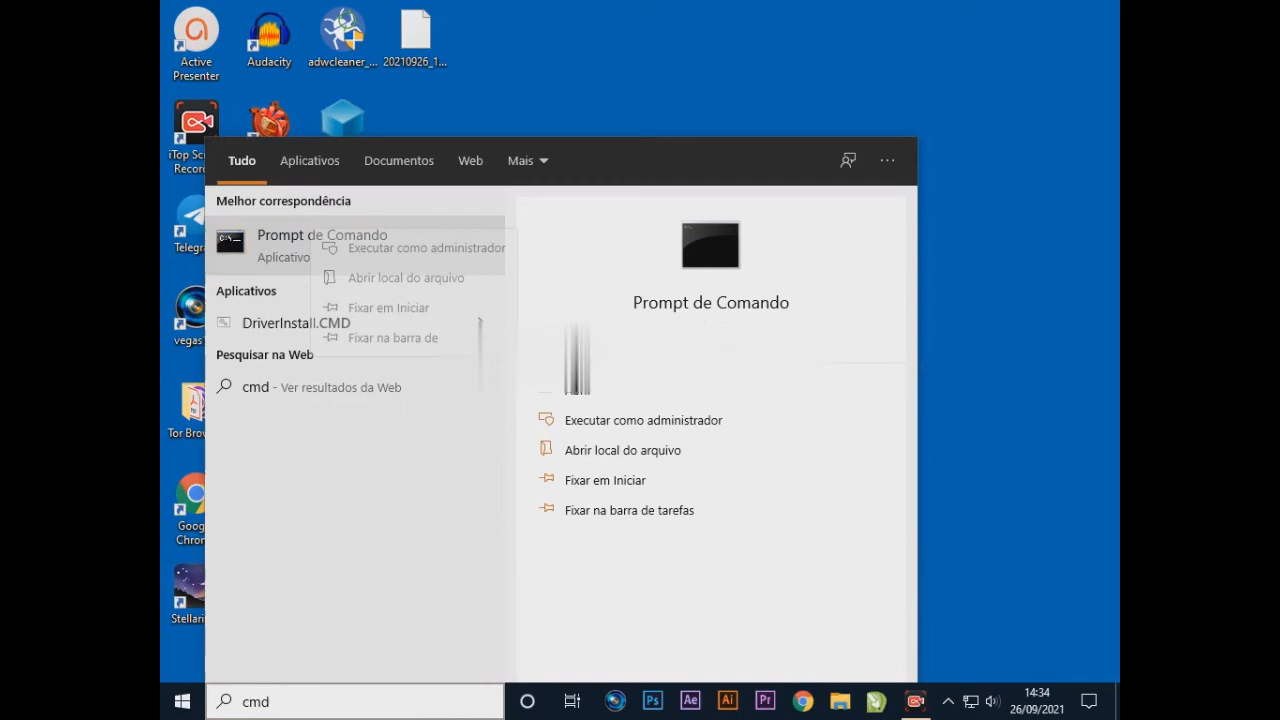 Active
Presenter
Audacity
adwcleaner_...
20210926_1...
iTop Sc
Recor
Telegra
vegas
Tor Brow
Goog
Chron
Stellari
Tudo
Aplicativos
Documentos
Web
Mais
Melhor correspondência
Prompt de Comando
Aplicativo
Executar como administrador
Abrir local do arquivo
Fixar em Iniciar
Fixar na barra de
Aplicativos
DriverInstall.CMD
Pesquisar na Web
cmd - Ver resultados da Web
Prompt de Comando
Executar como administrador
Abrir local do arquivo
Fixar em Iniciar
Fixar na barra de tarefas
cmd
Ps
Ae
Ai
Pr
14:34
26/09/2021